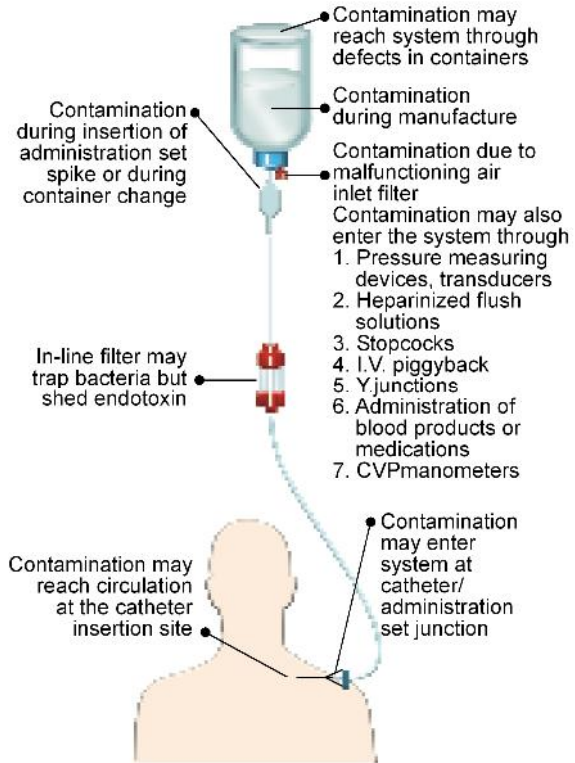 Contamination may
reach system through
defects in containers
Contamination
during manufacture
Contamination
during insertion of
administration set
spike or during
container change
Contamination due to
malfunctioning air
inlet filter
Contamination may also
enter the system through
1. Pressure measuring
devices, transducers
2. Heparinized flush
solutions
3. Stopcocks
4. I.V. piggyback
5. Y.junctions
6. Administration of
blood products or
medications
7. CVPmanometers
In-line filter may
trap bacteria but
shed endotoxin
Contamination
may enter
system at
catheter/
administration
set junction
Contamination may
reach circulation
at the catheter
insertion site